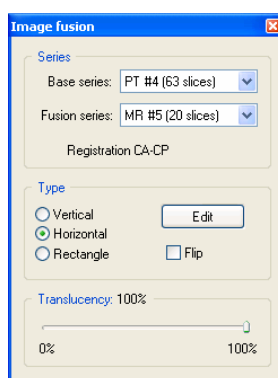 Image fusion
Series
Base series: PT #4 (63 slices)
Fusion series: MR #5 (20 slices)
Registration CA-CP
Type
Vertical
Edit
Horizontal
Rectangle
Flip
Translucency: 100%
0% 100%